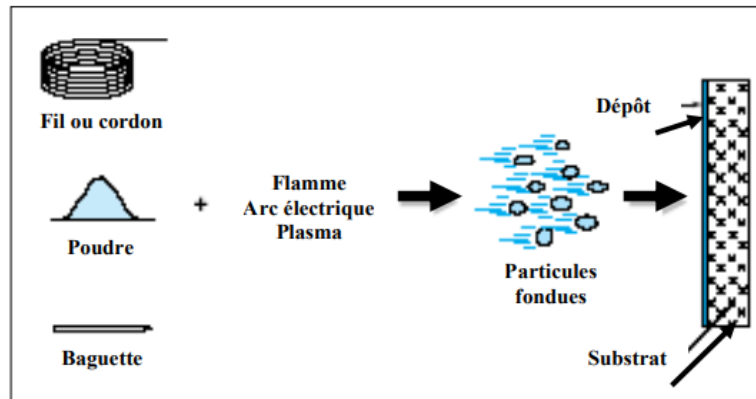 Fil ou cordon
Poudre
Baguette
+
Flamme
Arc électrique
Plasma
Particules
fondues
Dépôt
Substrat